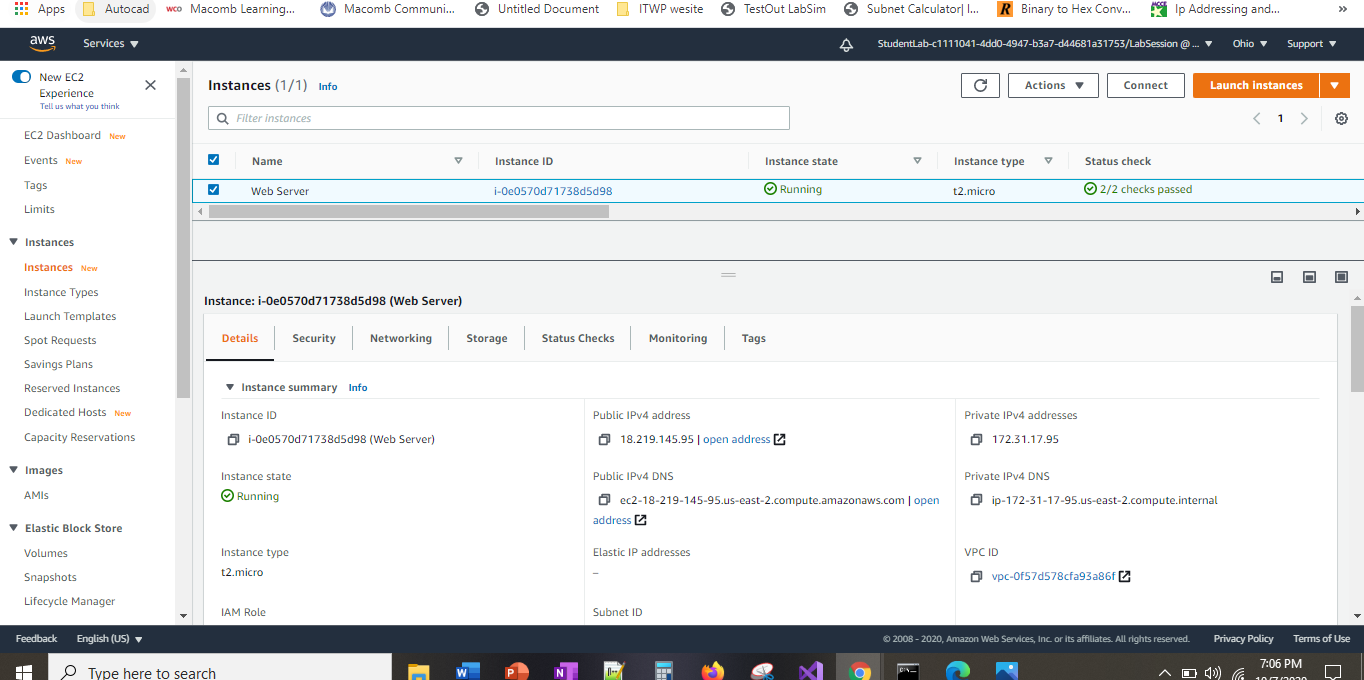 Apps Autocad wco Macomb Learning... Macomb Communi... Untitled Document ITWP wesite TestOut LabSim Subnet Calculator| I... R Binary to Hex Conv... Ip Addressing and... »
aws Services StudentLab-c1111041-4dd0-4947-b3a7-d44681a31753/LabSession @ ... Ohio Support
New EC2
Experience
Tell us what you think
EC2 Dashboard New
Events New
Tags
Limits
Instances
Instances New
Instance Types
Launch Templates
Spot Requests
Savings Plans
Reserved Instances
Dedicated Hosts New
Capacity Reservations
Images
AMIs
Elastic Block Store
Volumes
Snapshots
Lifecycle Manager
Instances (1/1) Info
Actions Connect Launch instances
Filter instances
1
Name Instance ID Instance state Instance type Status check
Web Server i-0e0570d71738d5d98 Running t2.micro 2/2 checks passed
Instance: i-0e0570d71738d5d98 (Web Server)
Details Security Networking Storage Status Checks Monitoring Tags
Instance summary Info
Instance ID
i-0e0570d71738d5d98 (Web Server)
Public IPv4 address
18.219.145.95 | open address
Private IPv4 addresses
172.31.17.95
Instance state
Running
Public IPv4 DNS
ec2-18-219-145-95.us-east-2.compute.amazonaws.com | open
address
Private IPv4 DNS
ip-172-31-17-95.us-east-2.compute.internal
Instance type
t2.micro
Elastic IP addresses
–
VPC ID
vpc-0f57d578cfa93a86f
IAM Role
Subnet ID
Feedback English (US) © 2008 - 2020, Amazon Web Services, Inc. or its affiliates. All rights reserved. Privacy Policy Terms of Use
Type here to search
7:06 PM